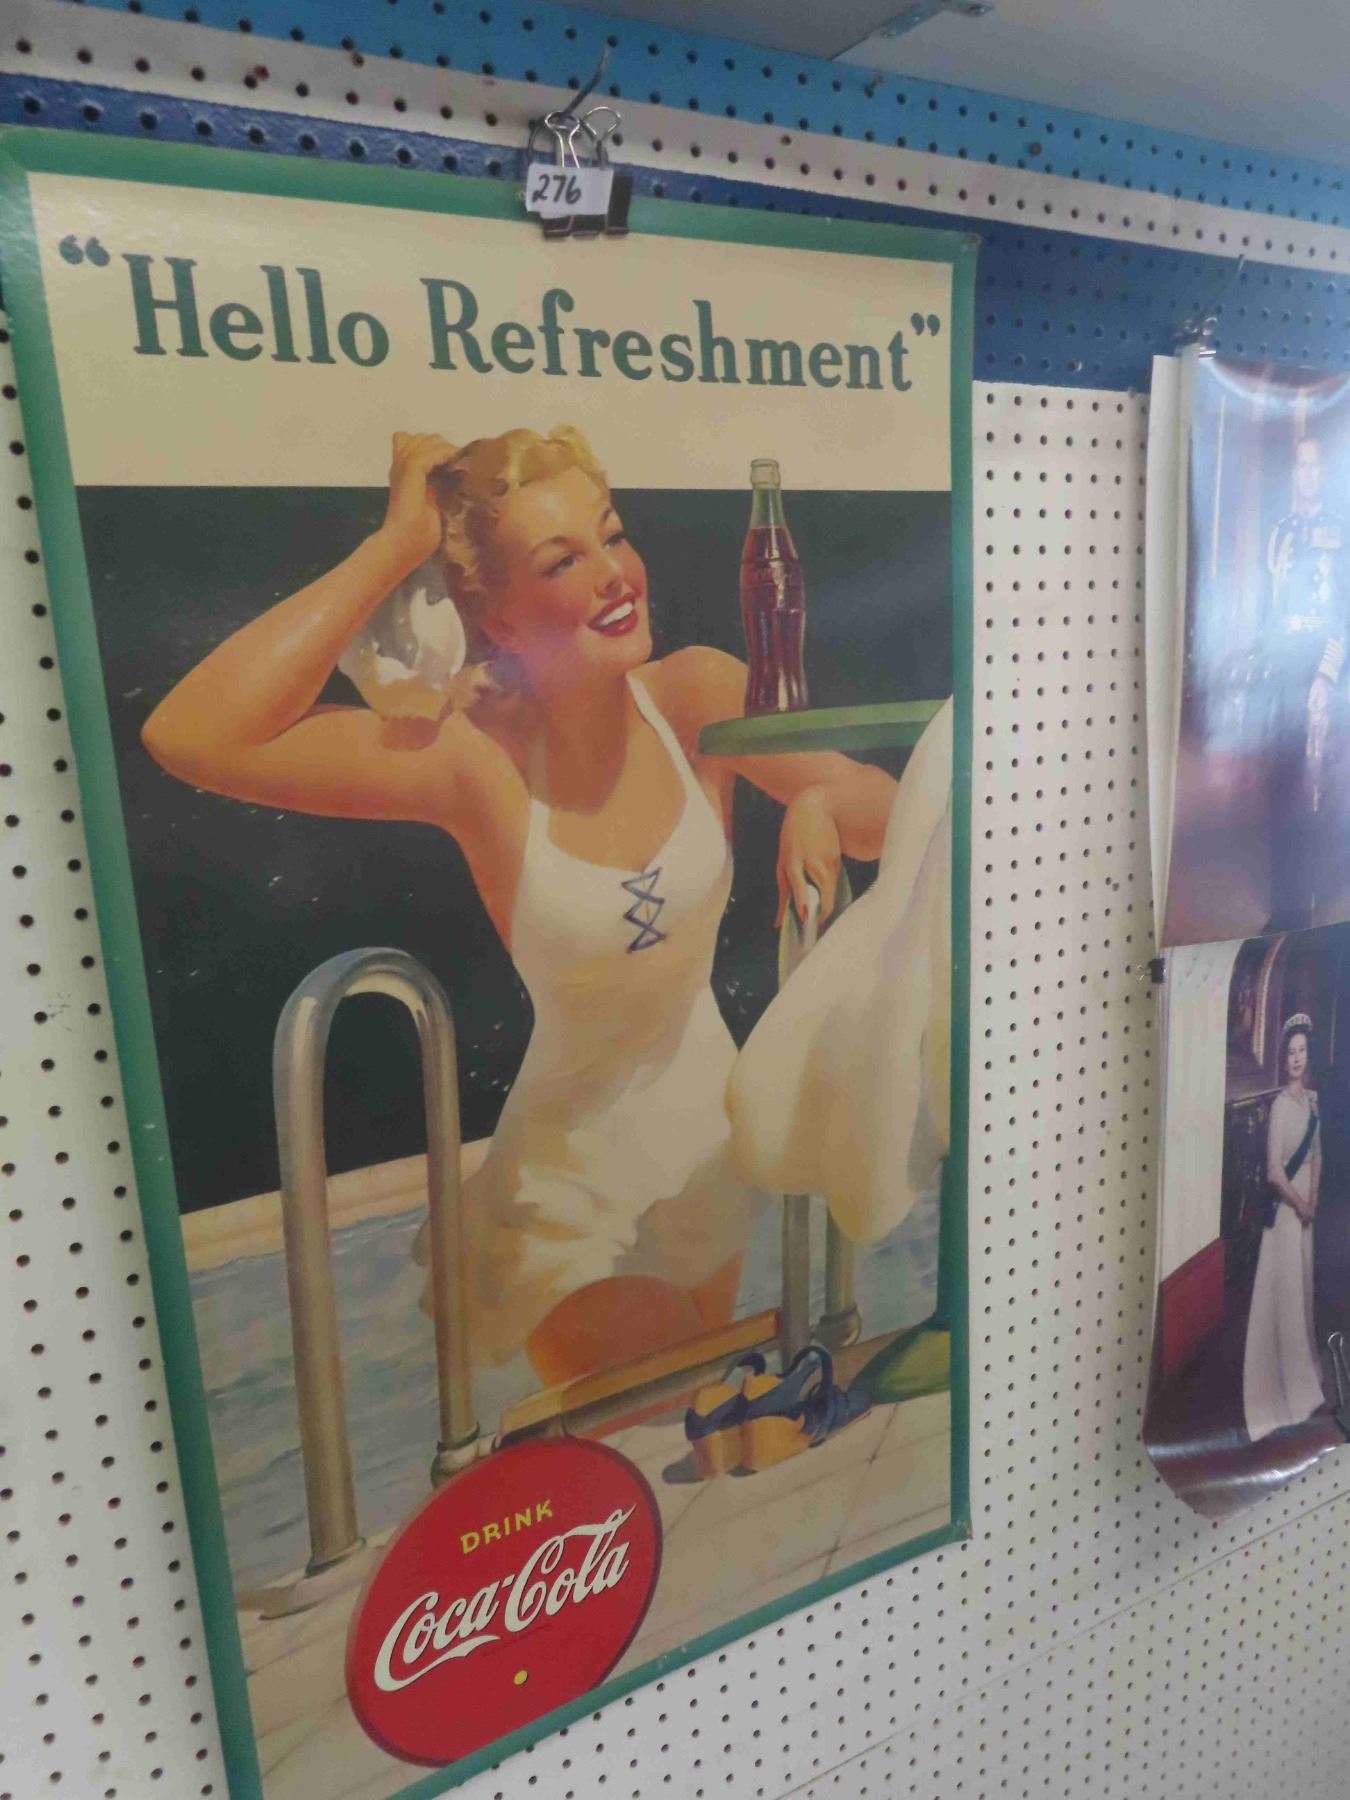 276
“Hello Refreshment”
DRINK
Coca-Cola